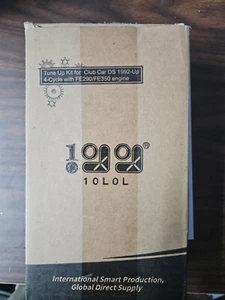 Tune Up Kit for Club Car DS 1992-Up
4-Cycle with FE290/FE350 engine
®
10L0L
International Smart Production,
Global Direct Supply